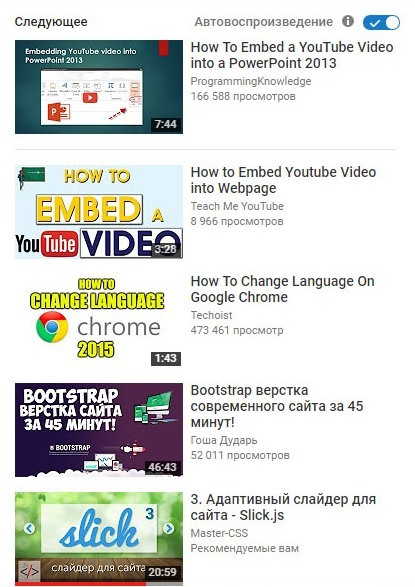 Следующее
Автовоспроизведение
Embedding YouTube video into
PowerPoint 2013
7:44
How To Embed a YouTube Video
into a PowerPoint 2013
ProgrammingKnowledge
166 588 просмотров
HOW TO
EMBED A
YouTube VIDEO
3:28
How to Embed Youtube Video
into Webpage
Teach Me YouTube
8 966 просмотров
HOW TO
CHANGE LANGUAGE
chrome
2015
1:43
How To Change Language On
Google Chrome
Techoist
473 461 просмотр
BOOTSTRAP
ВЕРСТКА САЙТА
ЗА 45 МИНУТ!
BOOTSTRAP
46:43
Bootstrap верстка
современного сайта за 45
минут!
Гоша Дударь
52 011 просмотров
slick 3
слайдер для сайта
20:59
3. Адаптивный слайдер для
сайта - Slick.js
Master-CSS
Рекомендуемые вам